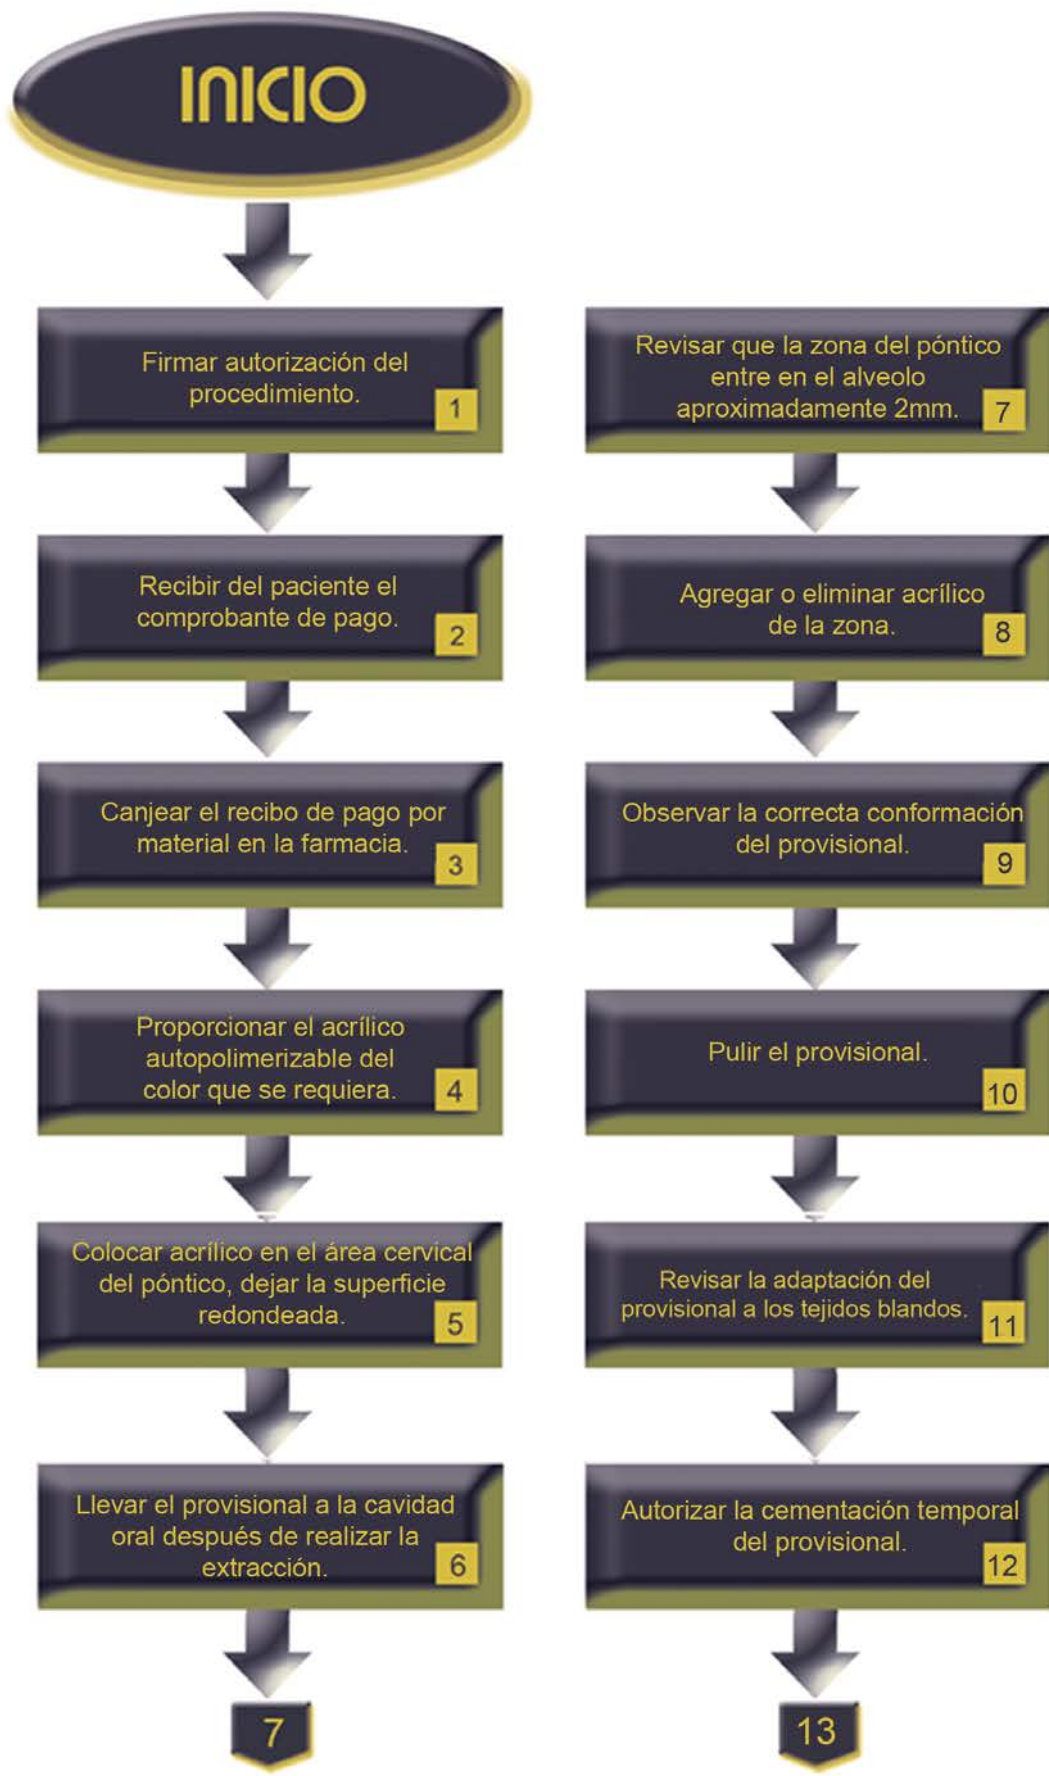 INICIO
Firmar autorización del
procedimiento.
1
Recibir del paciente el
comprobante de pago.
2
Canjear el recibo de pago por
material en la farmacia.
3
Proporcionar el acrílico
autopolimerizable del
color que se requiera.
4
Colocar acrílico en el área cervical
del póntico, dejar la superficie
redondeada.
5
Llevar el provisional a la cavidad
oral después de realizar la
extracción.
6
7
Revisar que la zona del póntico
entre en el alveolo
aproximadamente 2mm.
7
Agregar o eliminar acrílico
de la zona.
8
Observar la correcta conformación
del provisional.
9
Pulir el provisional.
10
Revisar la adaptación del
provisional a los tejidos blandos.
11
Autorizar la cementación temporal
del provisional.
12
13